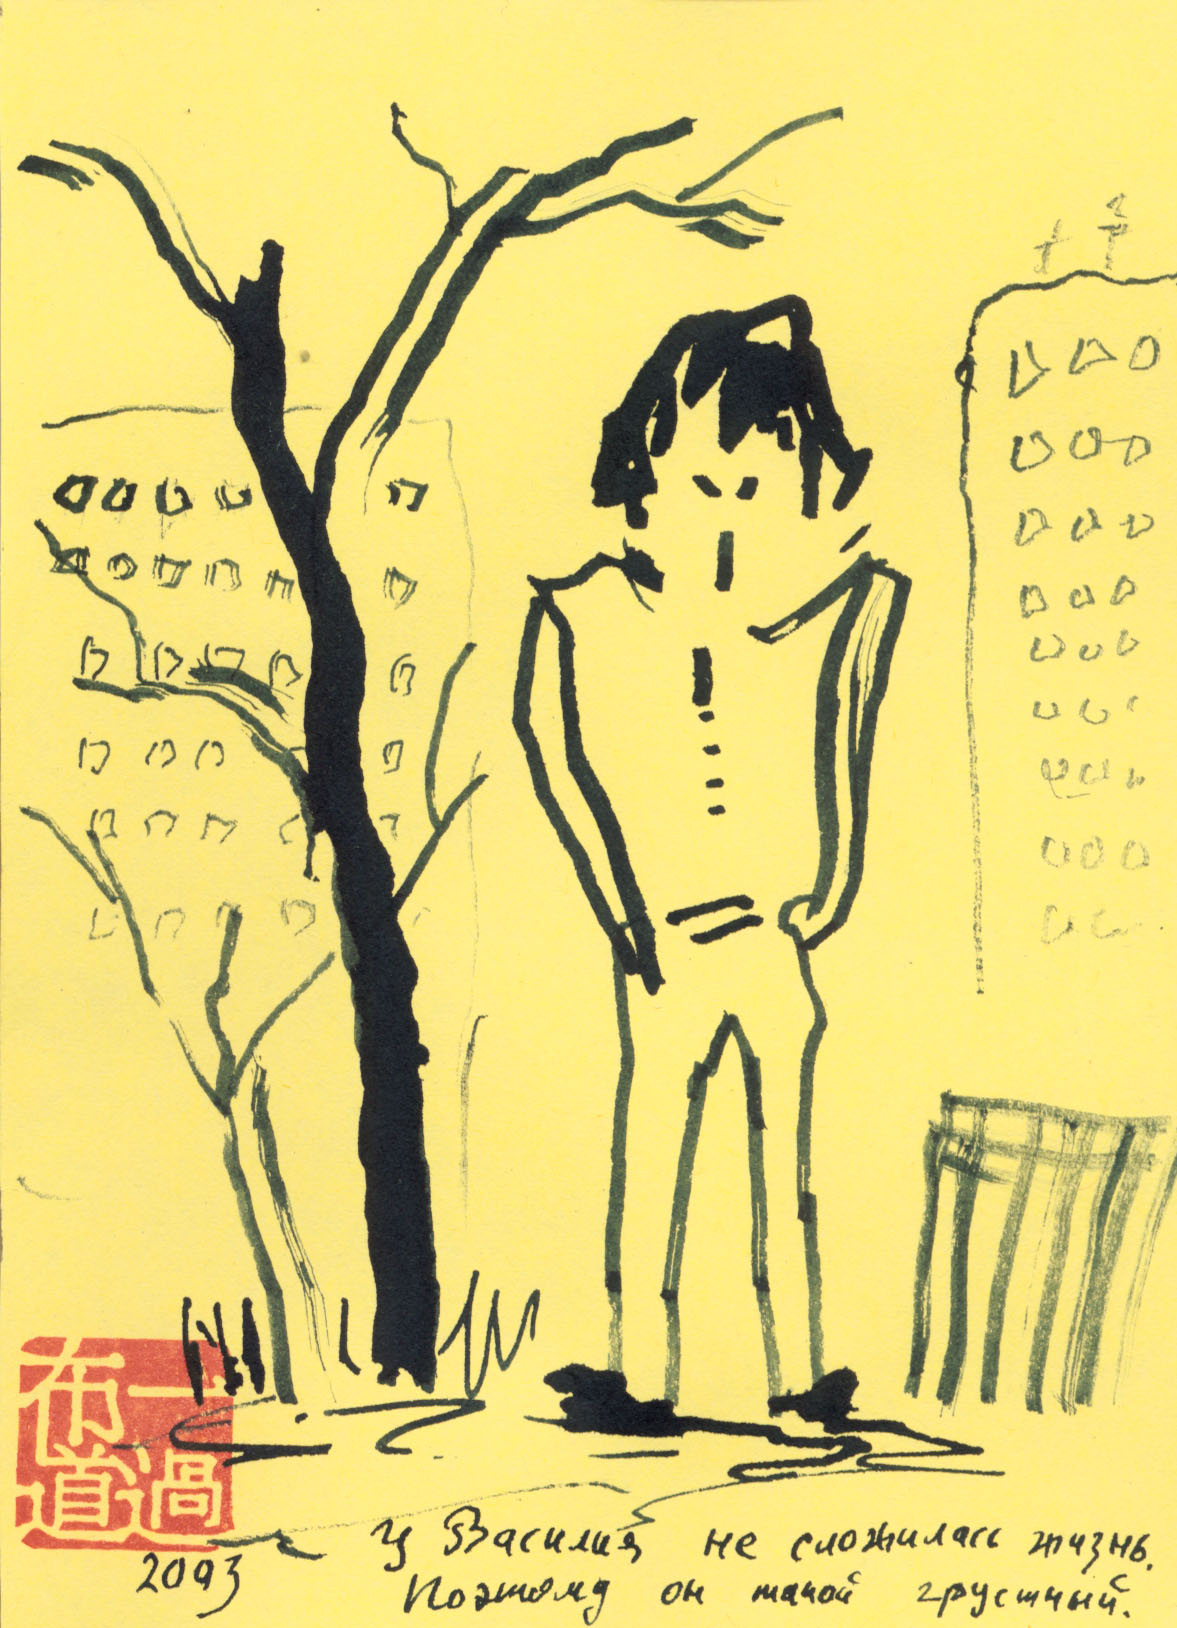 一過
布道
2003
У Василия не сложилась жизнь.
Поэтому он такой грустный.